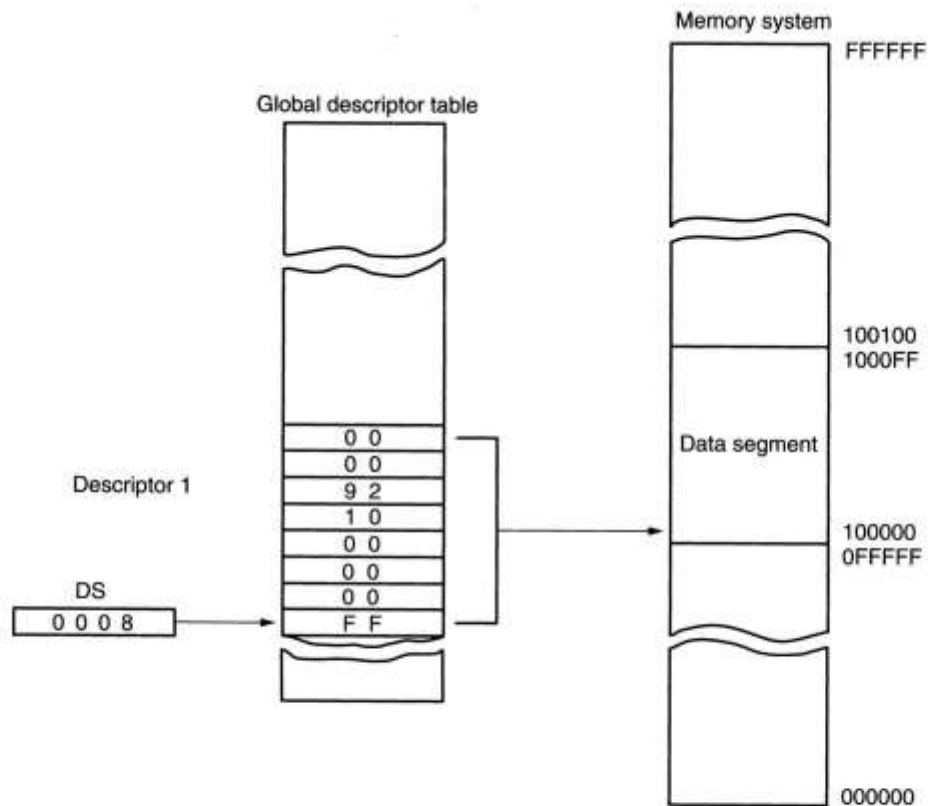 Memory system
FFFFFF
Global descriptor table
100100
1000FF
0 0
0 0
9 2
1 0
0 0
0 0
0 0
F F
Data segment
Descriptor 1
100000
0FFFFF
DS
0 0 0 8
000000